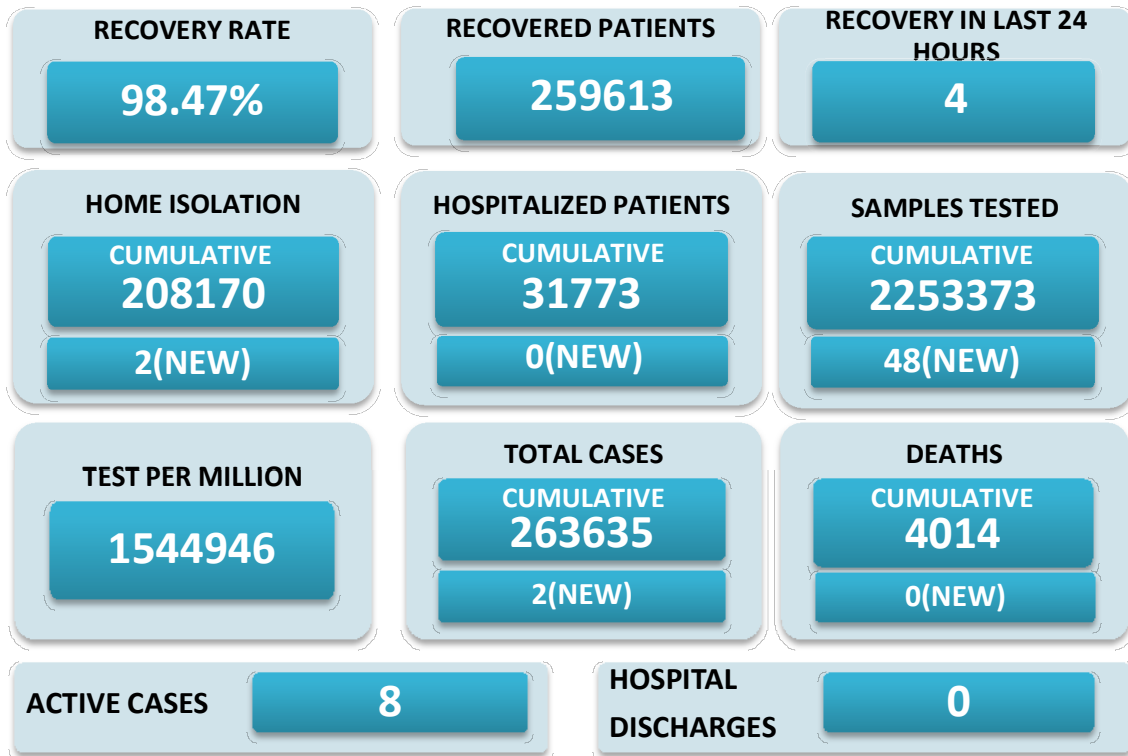 RECOVERY RATE
98.47%
RECOVERED PATIENTS
259613
RECOVERY IN LAST 24
HOURS
4
HOME ISOLATION
CUMULATIVE
208170
2(NEW)
HOSPITALIZED PATIENTS
CUMULATIVE
31773
0(NEW)
SAMPLES TESTED
CUMULATIVE
2253373
48(NEW)
TEST PER MILLION
1544946
TOTAL CASES
CUMULATIVE
263635
2(NEW)
DEATHS
CUMULATIVE
4014
0(NEW)
ACTIVE CASES
8
HOSPITAL
DISCHARGES
0